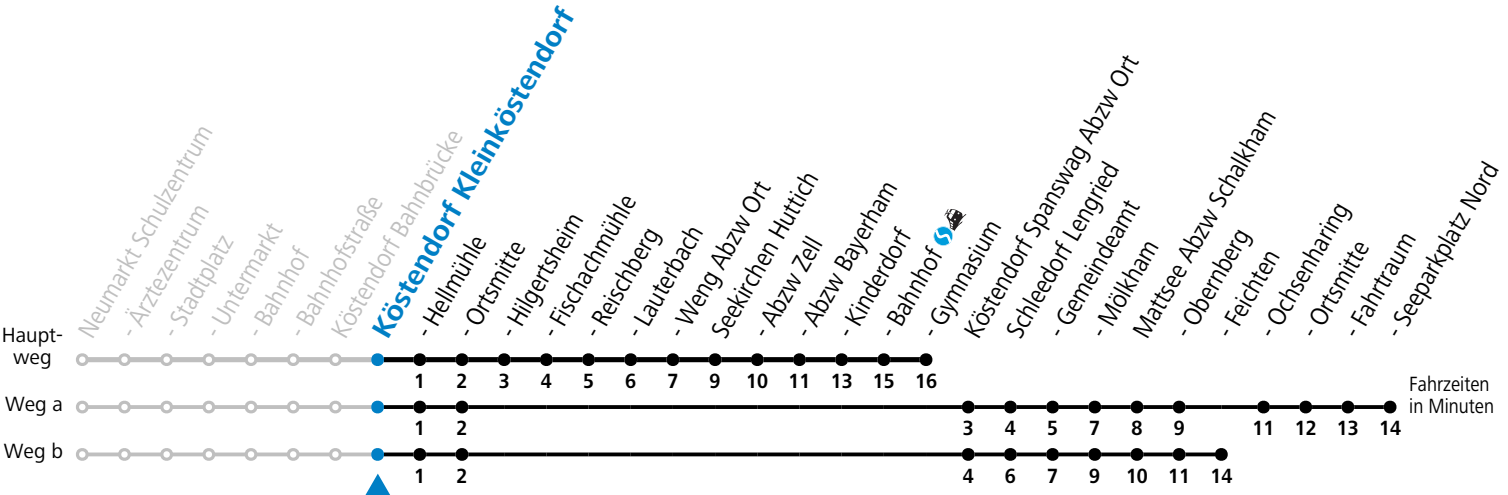 Neumarkt Schulzentrum
- Ärztezentrum
- Stadtplatz
- Untermarkt
- Bahnhof
- Bahnhofstraße
Köstendorf Bahnbrücke
Köstendorf Kleinköstendorf
- Hellmühle
- Ortsmitte
- Hilgertsheim
- Fischachmühle
- Reischberg
- Lauterbach
- Weng Abzw Ort
Seekirchen Huttich
- Abzw Zell
- Abzw Bayerham
- Kinderdorf
- Bahnhof
- Gymnasium
Köstendorf Spanswag Abzw Ort
Schleedorf Lengried
- Gemeindeamt
- Mölkham
Mattsee Abzw Schalkham
- Obernberg
- Feichten
- Ochsenharing
- Ortsmitte
- Fahrtraum
- Seeparkplatz Nord
Haupt-
weg
1 2 3 4 5 6 7 9 10 11 13 15 16
Weg a
1 2 3 4 5 7 8 9 11 12 13 14
Fahrzeiten
in Minuten
Weg b
1 2 4 6 7 9 10 11 14